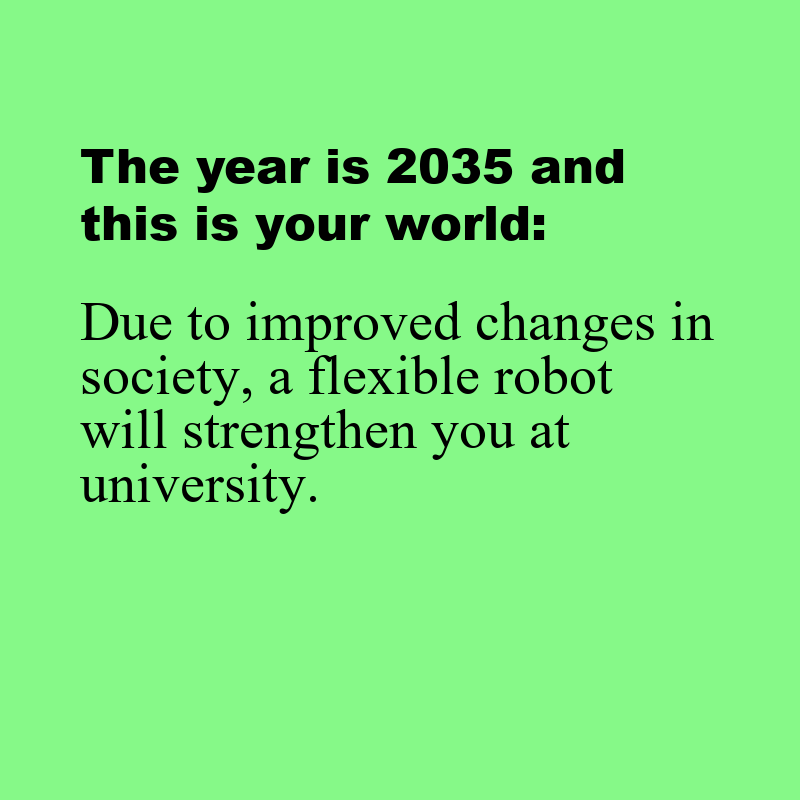 The year is 2035 and
this is your world:
Due to improved changes in
society, a flexible robot
will strengthen you at
university.